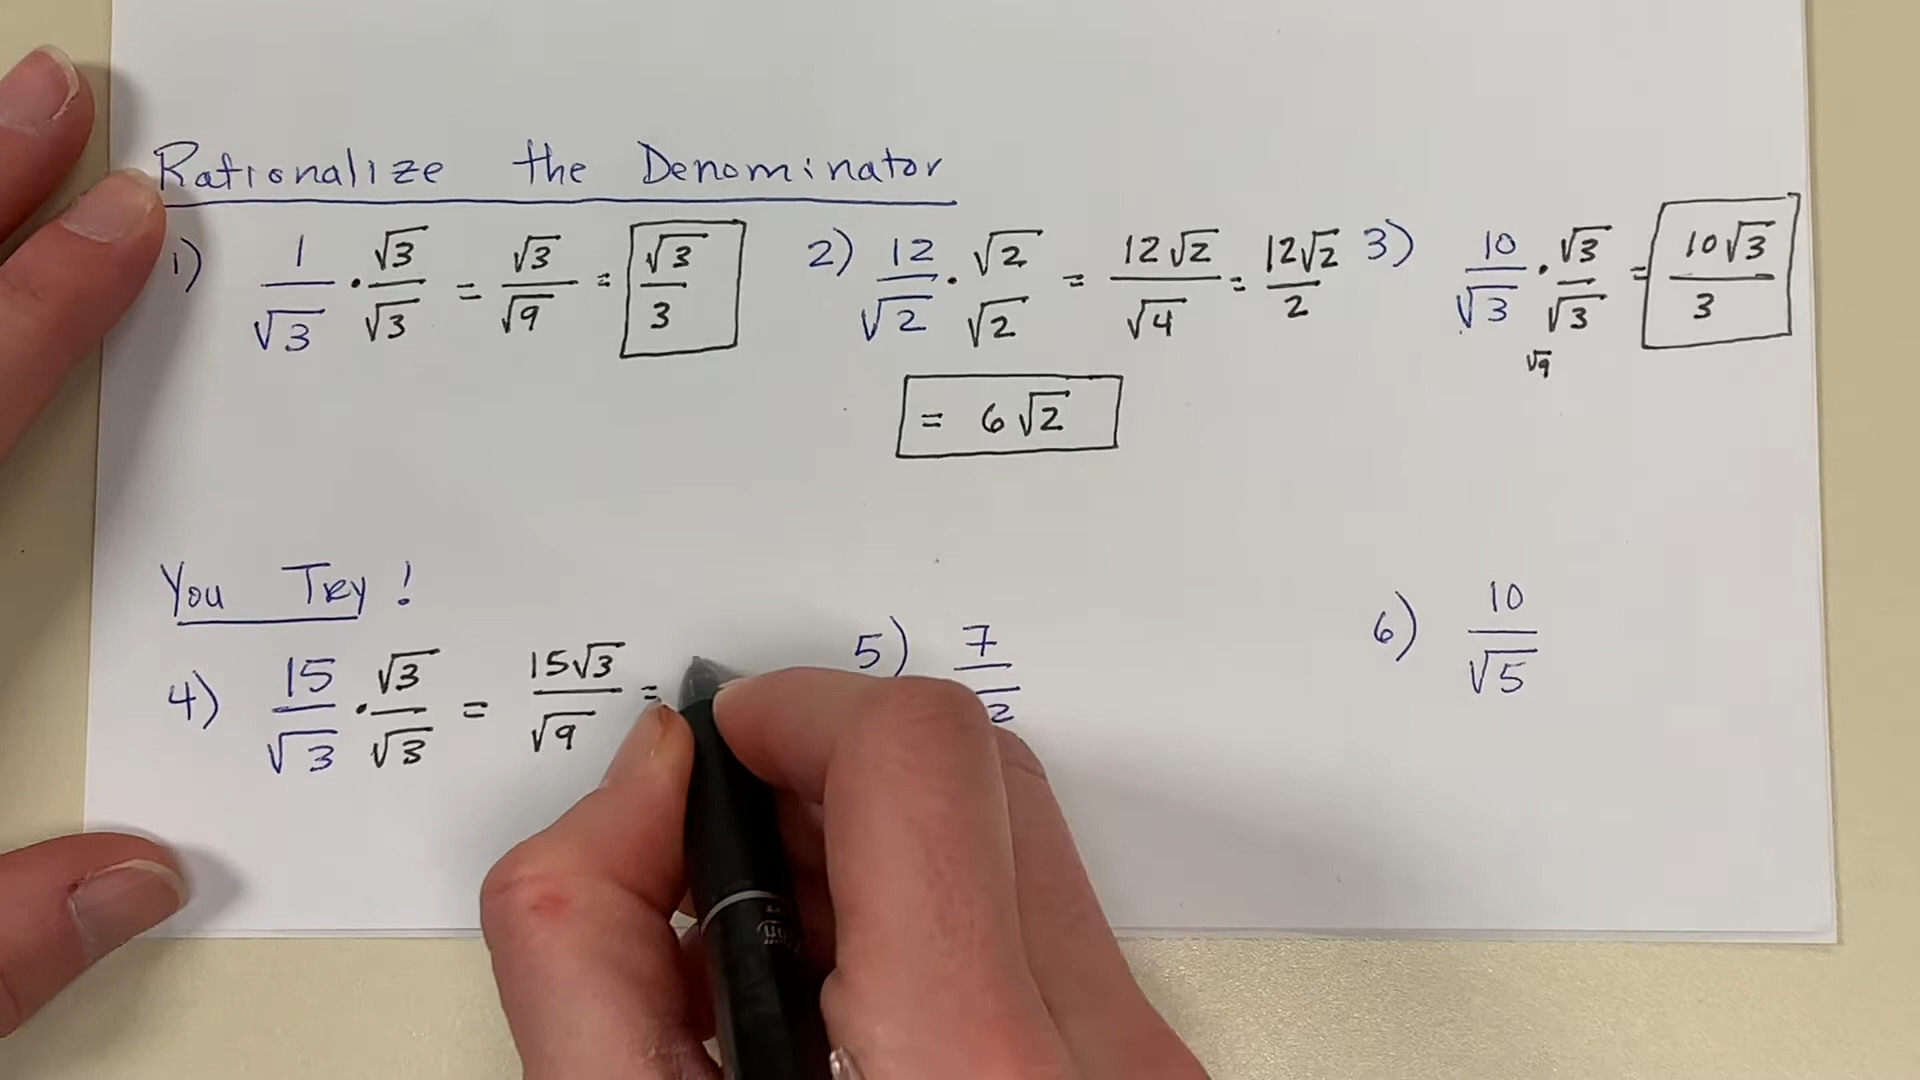 Rationalize the Denominator
1) 1/√3 · √3/√3 = √3/√9 = √3/3
2) 12/√2 · √2/√2 = 12√2/√4 = 12√2/2
= 6√2
3) 10/√3 · √3/√3 = 10√3/3
√9
You Try!
4) 15/√3 · √3/√3 = 15√3/√9 =
5) 7/ 2
6) 10/√5